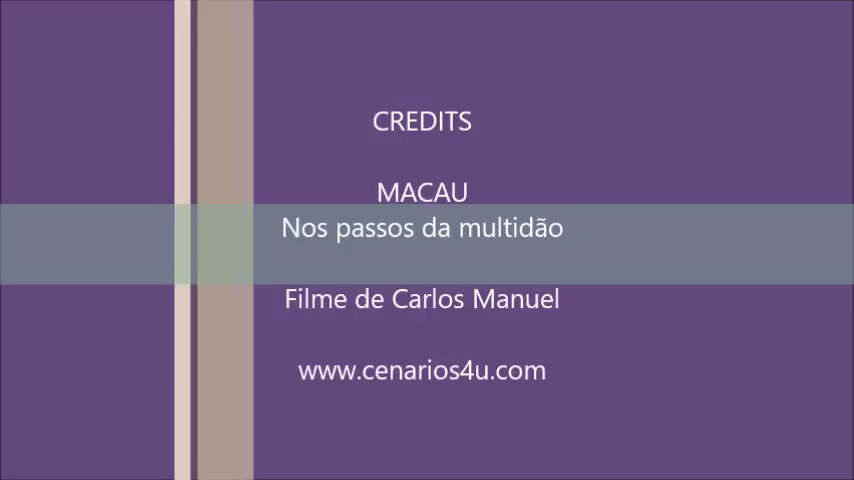 CREDITS
MACAU
Nos passos da multidão
Filme de Carlos Manuel
www.cenarios4u.com